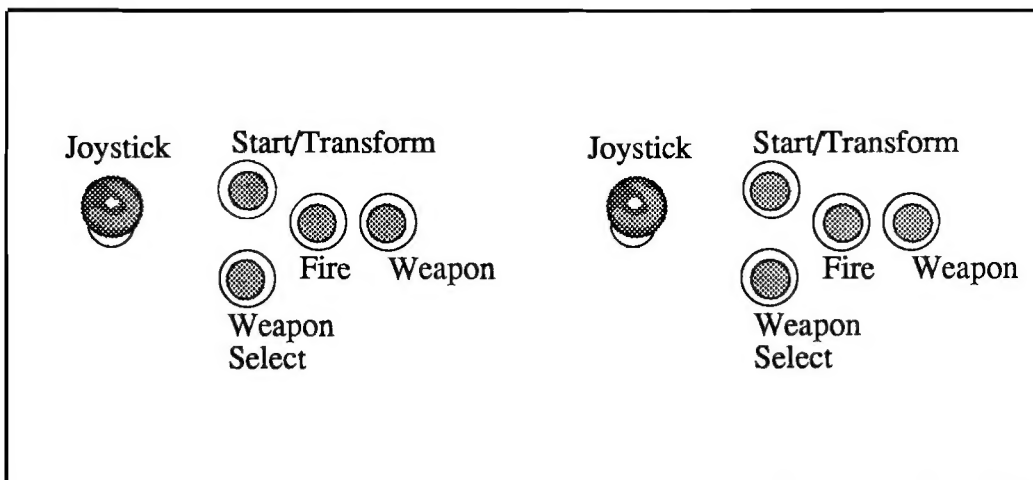 Joystick
Start/Transform
Fire
Weapon
Weapon
Select
Joystick
Start/Transform
Fire
Weapon
Weapon
Select